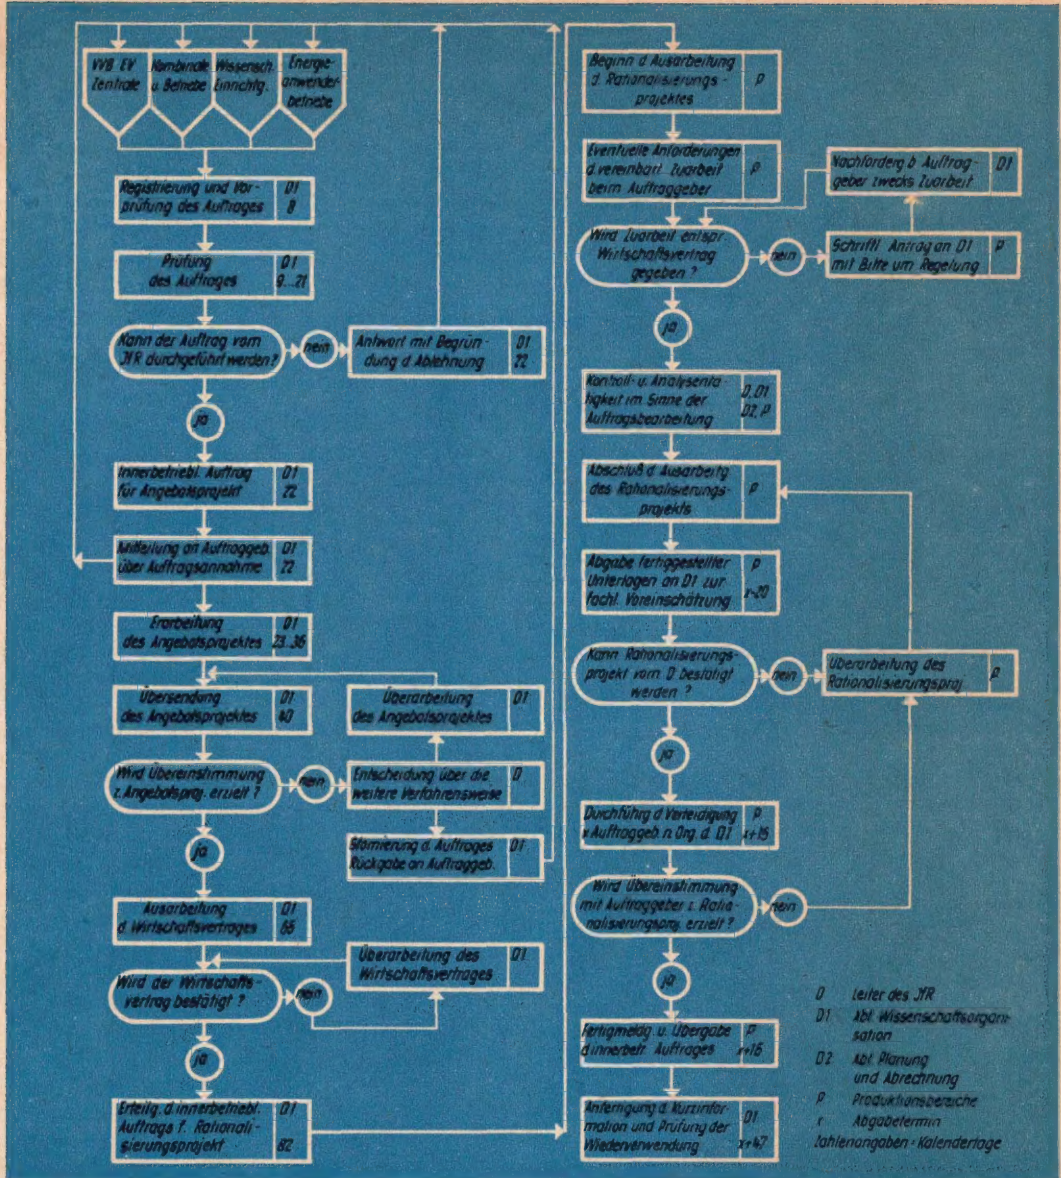 VVB EV
Zentrale
Kombinate
u. Betriebe
Wissensch.
Einrichtg.
Energie-
anwender-
betriebe
Registrierung und Vor-
prüfung des Auftrages
D1
8
Prüfung
des Auftrages
D1
9...21
Kann der Auftrag vom
JfR durchgeführt werden?
nein
Antwort mit Begrün-
dung d. Ablehnung
D1
22
ja
Innerbetriebl. Auftrag
für Angebotsprojekt
D1
22
Mitteilung an Auftraggeb.
über Auftragsannahme
D1
22
Erarbeitung
des Angebotsprojektes
D1
23...36
Übersendung
des Angebotsprojektes
D1
40
Überarbeitung
des Angebotsprojektes
D1
Wird Übereinstimmung
z. Angebotsproj. erzielt?
nein
Entscheidung über die
weitere Verfahrensweise
D
Stornierung d. Auftrages
Rückgabe an Auftraggeb.
D1
ja
Ausarbeitung
d. Wirtschaftsvertrages
D1
Überarbeitung des
Wirtschaftsvertrages
D1
Wird der Wirtschafts-
vertrag bestätigt?
nein
ja
Erteilg. d. innerbetriebl.
Auftrags f. Rationali-
sierungsprojekt
D1
82
Beginn d. Ausarbeitung
d. Rationalisierungs-
projektes
P
Eventuelle Anforderungen
d. vereinbart. Zuarbeit
beim Auftraggeber
P
Nachforderg. b. Auftrag-
geber zwecks Zuarbeit
D1
Wird Zuarbeit entspr.
Wirtschaftsvertrag
gegeben?
nein
Schriftl. Antrag an D1
mit Bitte um Regelung
P
ja
Kontroll- u. Analysentä-
tigkeit im Sinne der
Auftragsbearbeitung
D, D1
D2, P
Abschluß d. Ausarbeitg.
des Rationalisierungs-
projekts
P
Abgabe fertiggestellter
Unterlagen an D1 zur
fachl. Voreinschätzung
P
x-20
Kann Rationalisierungs-
projekt vom D bestätigt
werden?
nein
Überarbeitung des
Rationalisierungsproj.
P
ja
Durchführg. d. Verteidigung
v. Auftraggeb. n. Org. d. D1
P
x+15
Wird Übereinstimmung
mit Auftraggeber z. Ratio-
nalisierungsproj. erzielt?
nein
ja
Fertigmeldg. u. Übergabe
d. innerbetr. Auftrages
P
x+16
Anfertigung d. Kurzinfor-
mation und Prüfung der
Wiederverwendung
D1
x+47
D Leiter des JfR
D1 Abt. Wissenschaftsorgani-
sation
D2 Abt. Planung
und Abrechnung
P Produktionsbereiche
x Abgabetermin
Zahlenangaben = Kalendertage